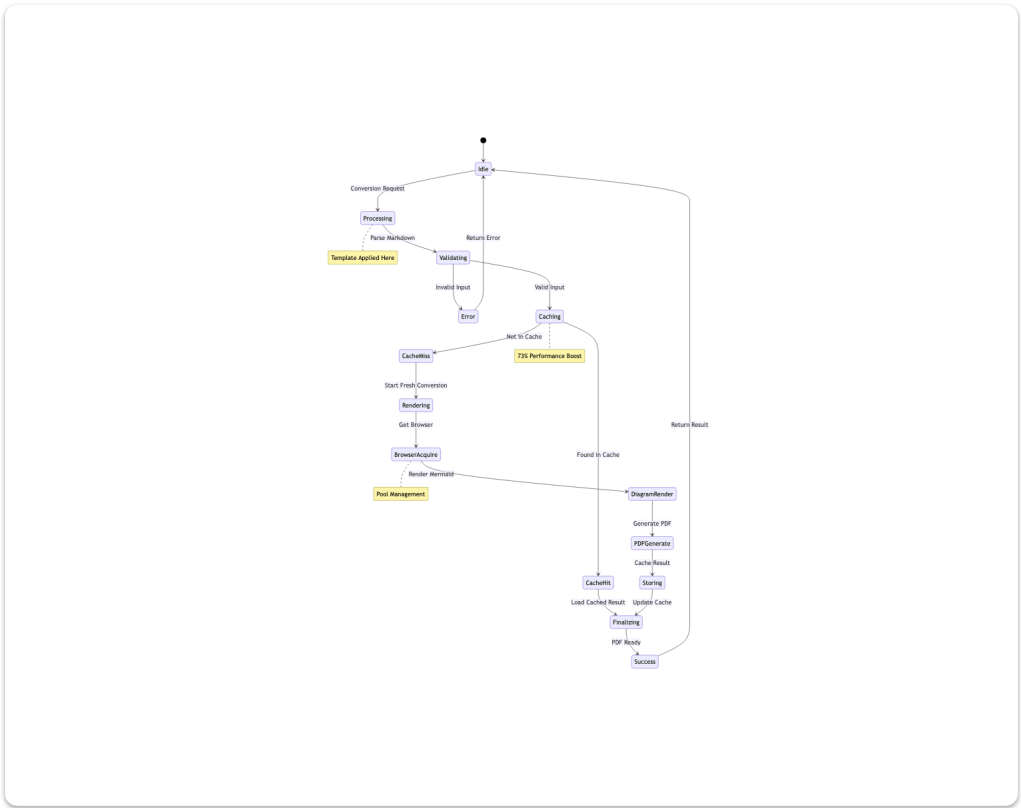 Idle
Conversion Request
Processing
Parse Markdown
Return Error
Template Applied Here
Validating
Invalid Input
Valid Input
Error
Caching
Not in Cache
CacheMiss
73% Performance Boost
Start Fresh Conversion
Rendering
Get Browser
Return Result
BrowserAcquire
Found in Cache
Render Mermaid
Pool Management
DiagramRender
Generate PDF
PDFGenerate
Cache Result
CacheHit
Storing
Load Cached Result
Update Cache
Finalizing
PDF Ready
Success